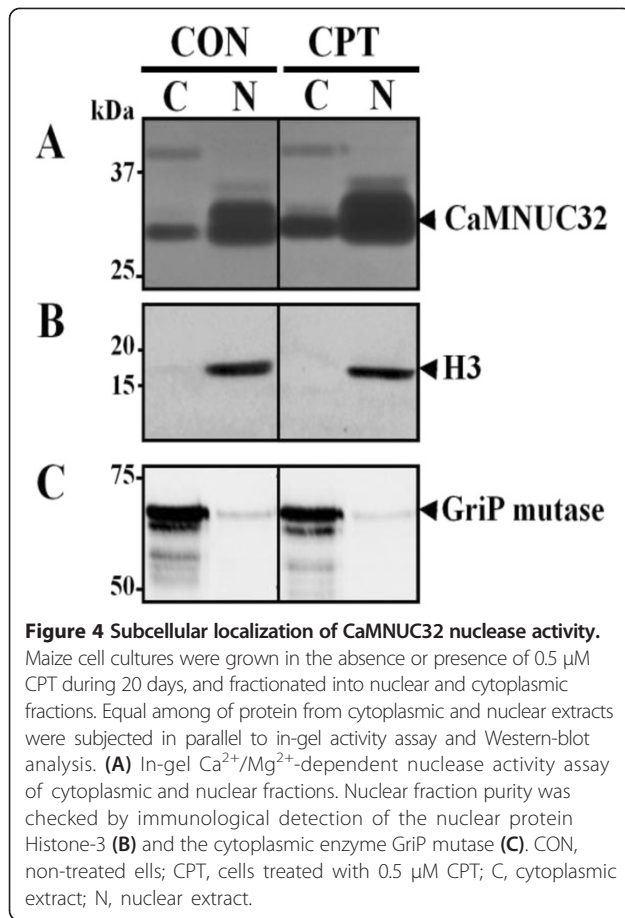 CON CPT
kDa C N C N
A
37
CaMNUC32
25
B
20
H3
15
C
75
GriP mutase
50
Figure 4 Subcellular localization of CaMNUC32 nuclease activity.
Maize cell cultures were grown in the absence or presence of 0.5 μM
CPT during 20 days, and fractionated into nuclear and cytoplasmic
fractions. Equal among of protein from cytoplasmic and nuclear extracts
were subjected in parallel to in-gel activity assay and Western-blot
analysis. (A) In-gel Ca²⁺/Mg²⁺-dependent nuclease activity assay
of cytoplasmic and nuclear fractions. Nuclear fraction purity was
checked by immunological detection of the nuclear protein
Histone-3 (B) and the cytoplasmic enzyme GriP mutase (C). CON,
non-treated ells; CPT, cells treated with 0.5 μM CPT; C, cytoplasmic
extract; N, nuclear extract.